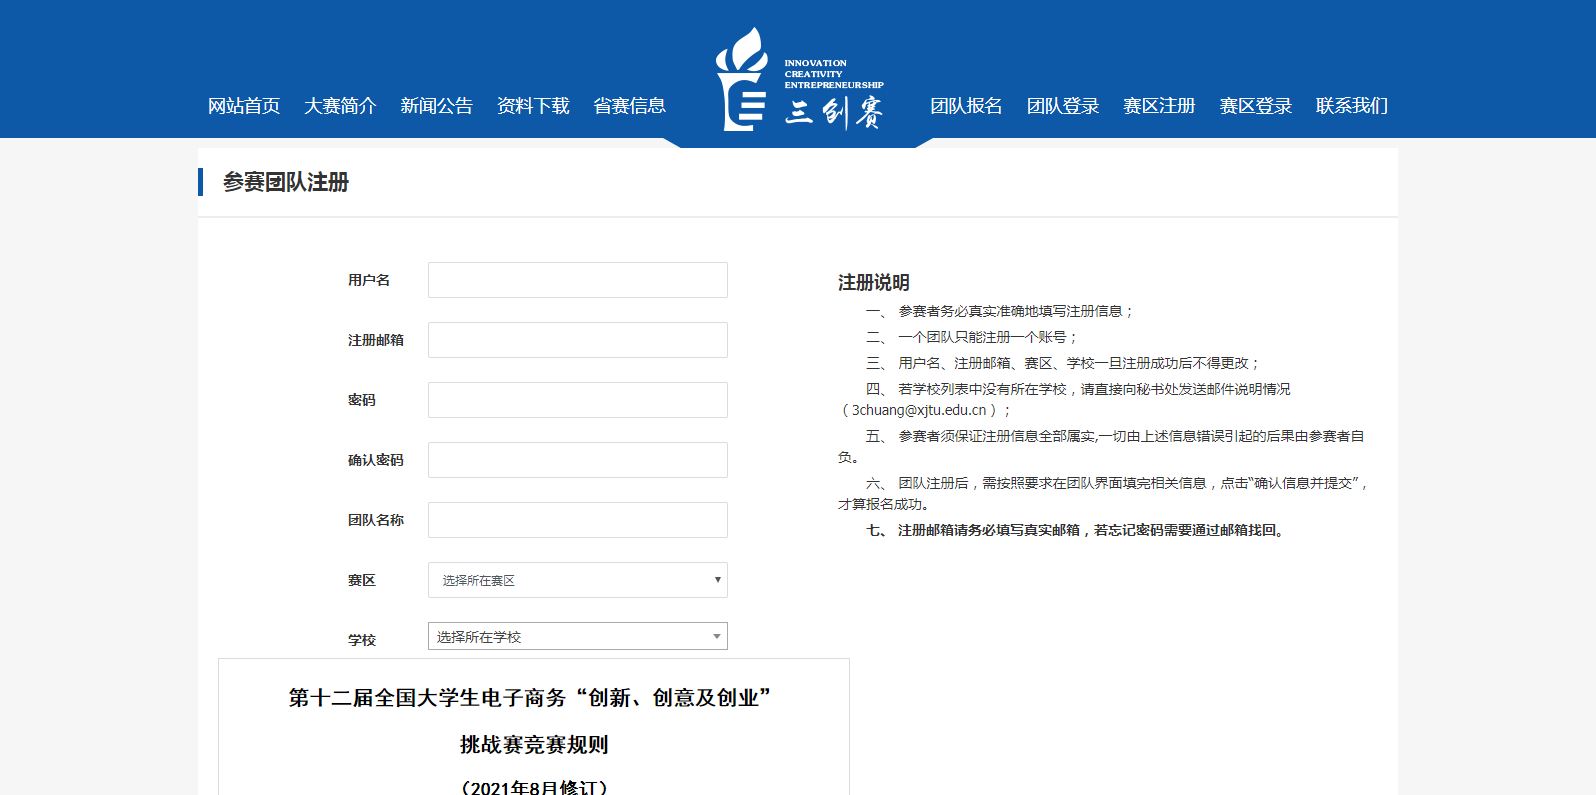 网站首页 大赛简介 新闻公告 资料下载 省赛信息
INNOVATION
CREATIVITY
ENTREPRENEURSHIP
三创赛
团队报名 团队登录 赛区注册 赛区登录 联系我们
参赛团队注册
用户名
注册邮箱
密码
确认密码
团队名称
赛区 选择所在赛区
学校 选择所在学校
注册说明
一、 参赛者务必真实准确地填写注册信息；
二、 一个团队只能注册一个账号；
三、 用户名、注册邮箱、赛区、学校一旦注册成功后不得更改；
四、 若学校列表中没有所在学校，请直接向秘书处发送邮件说明情况
（3chuang@xjtu.edu.cn）；
五、 参赛者须保证注册信息全部属实,一切由上述信息错误引起的后果由参赛者自
负。
六、 团队注册后，需按照要求在团队界面填完相关信息，点击“确认信息并提交”，
才算报名成功。
七、 注册邮箱请务必填写真实邮箱，若忘记密码需要通过邮箱找回。
第十二届全国大学生电子商务“创新、创意及创业”
挑战赛竞赛规则
（2021年8月修订）